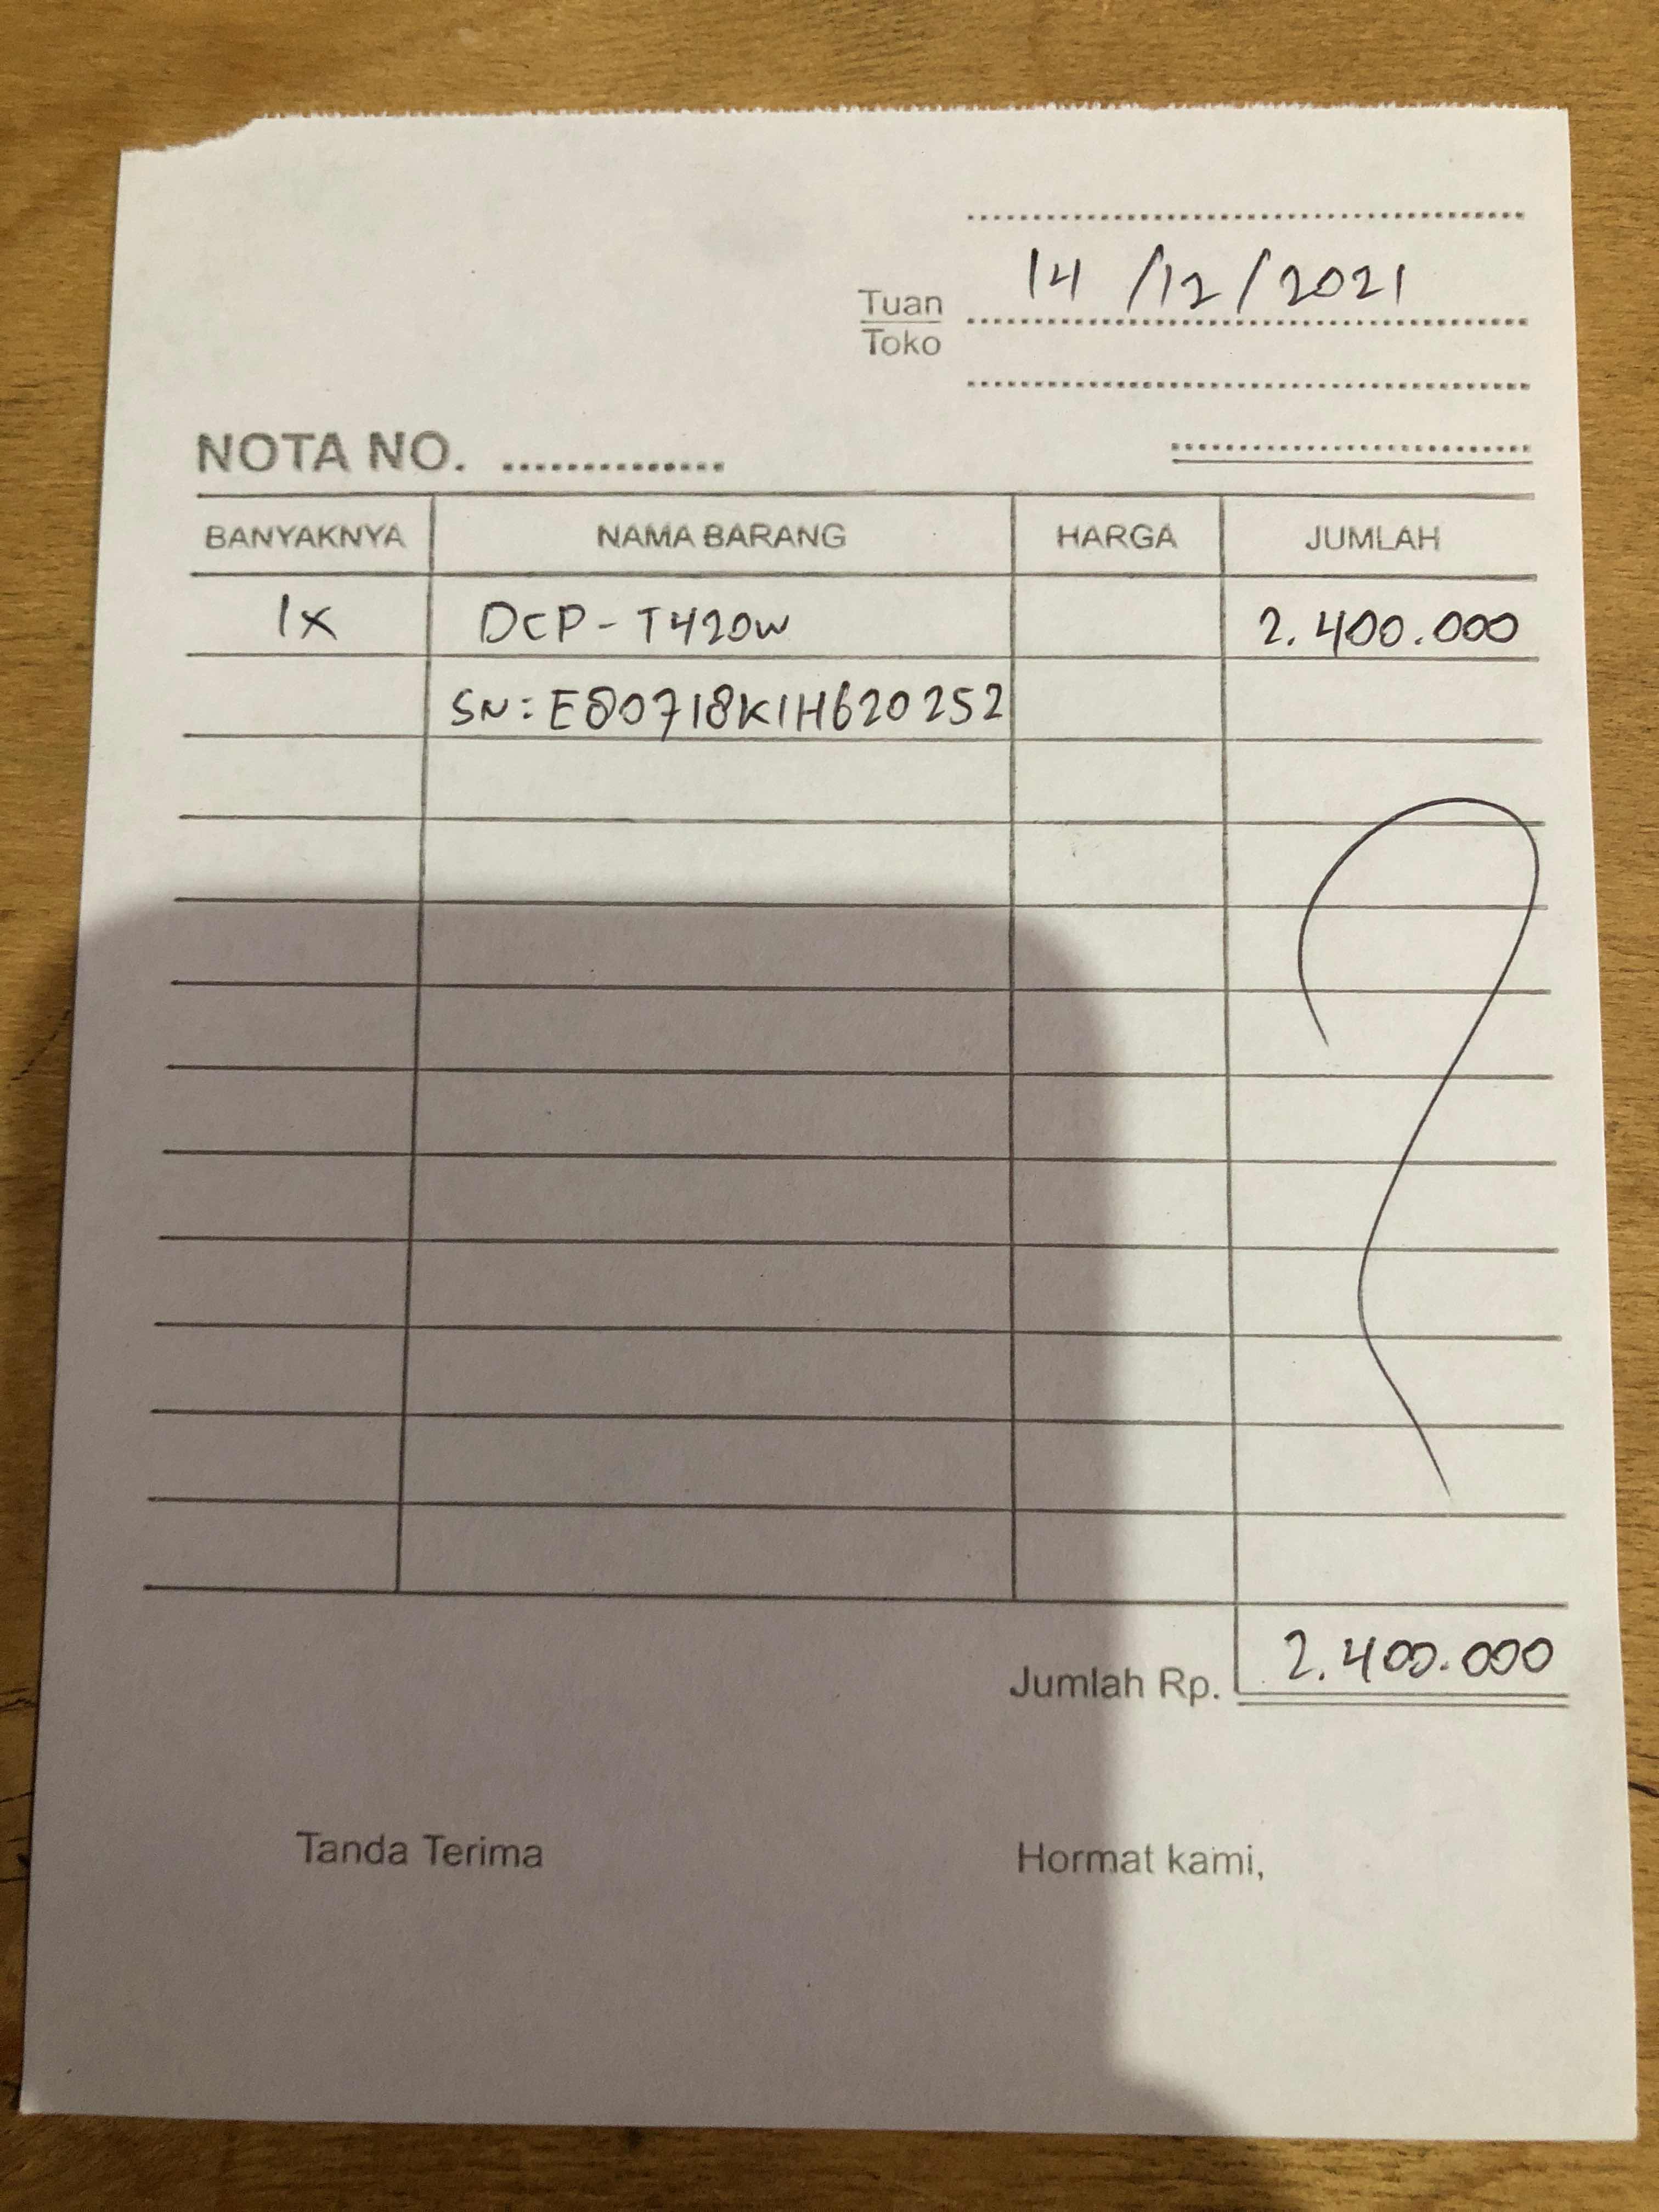 14/12/2021
Tuan
Toko
NOTA NO. ..............
BANYAKNYA NAMA BARANG HARGA JUMLAH
1x DCP-T420W 2.400.000
SN: E80718K1H620252
Jumlah Rp. 2.400.000
Tanda Terima Hormat kami,